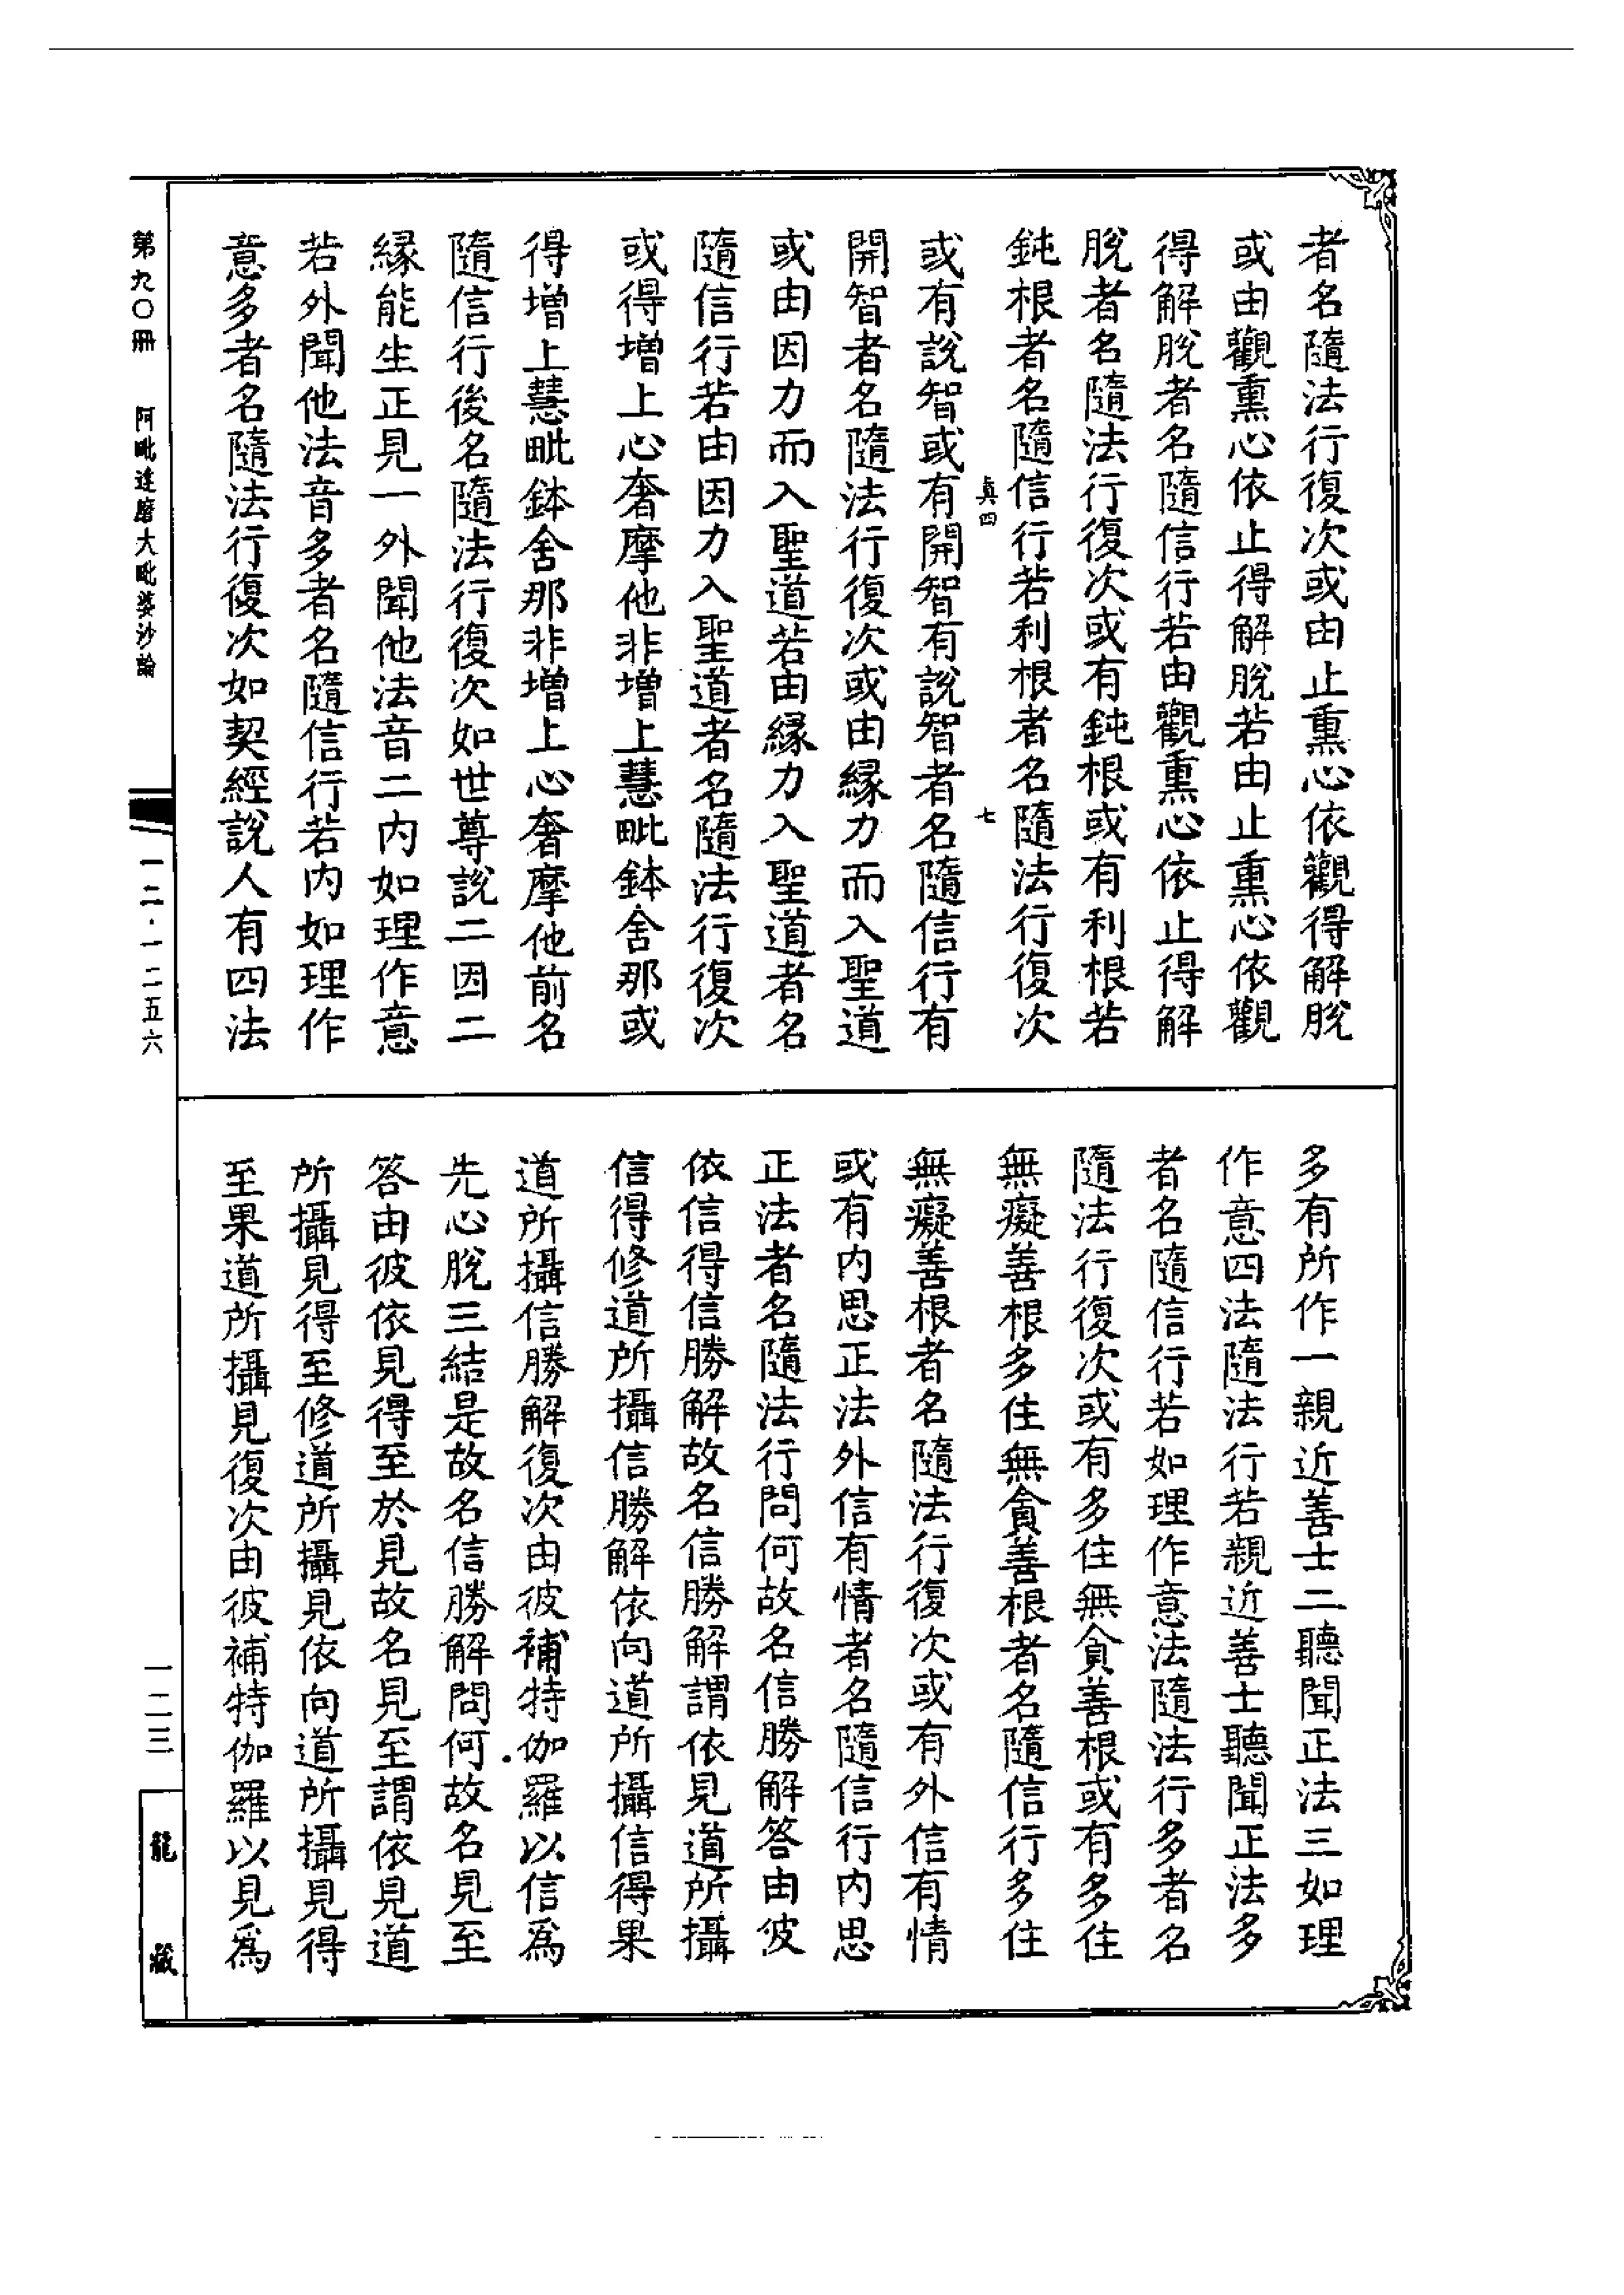 者名隨法行復次或由止熏心依觀得解脫
或由觀熏心依止得解脫若由止熏心依觀
得解脫者名隨信行若由觀熏心依止得解
脫者名隨法行復次或有鈍根或有利根若
鈍根者名隨信行若利根者名隨法行復次
真四 七
或有說智或有開智有說智者名隨信行有
開智者名隨法行復次或由緣力而入聖道
或由因力而入聖道若由緣力入聖道者名
隨信行若由因力入聖道者名隨法行復次
或得增上心奢摩他非增上慧毗鉢舍那或
得增上慧毗鉢舍那非增上心奢摩他前名
隨信行後名隨法行復次如世尊說二因二
緣能生正見一外聞他法音二內如理作意
若外聞他法音多者名隨信行若內如理作
意多者名隨法行復次如契經說人有四法
多有所作一親近善士二聽聞正法三如理
作意四法隨法行若親近善士聽聞正法多
者名隨信行若如理作意法隨法行多者名
隨法行復次或有多住無貪善根或有多住
無癡善根多住無貪善根者名隨信行多住
無癡善根者名隨法行復次或有外信有情
或有內思正法外信有情者名隨信行內思
正法者名隨法行問何故名信勝解答由彼
依信得信勝解故名信勝解謂依見道所攝
信得修道所攝信勝解依向道所攝信得果
道所攝信勝解復次由彼補特伽羅以信爲
先心脫三結是故名信勝解問何故名見至
答由彼依見得至於見故名見至謂依見道
所攝見得至修道所攝見依向道所攝見得
至果道所攝見復次由彼補特伽羅以見爲
第九〇冊 阿毗達磨大毗婆沙論
一二·一二五六
一二三
龍藏